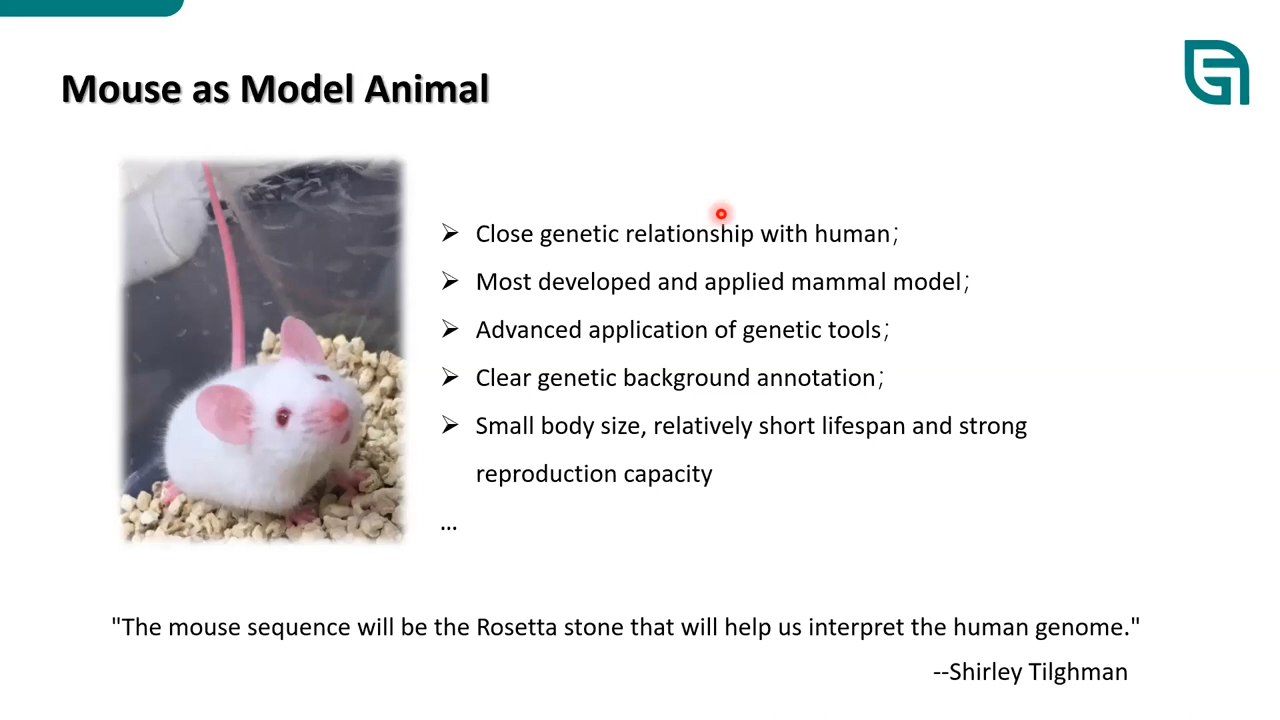 Mouse as Model Animal
➢ Close genetic relationship with human；
➢ Most developed and applied mammal model；
➢ Advanced application of genetic tools；
➢ Clear genetic background annotation；
➢ Small body size, relatively short lifespan and strong
reproduction capacity
…
"The mouse sequence will be the Rosetta stone that will help us interpret the human genome."
--Shirley Tilghman